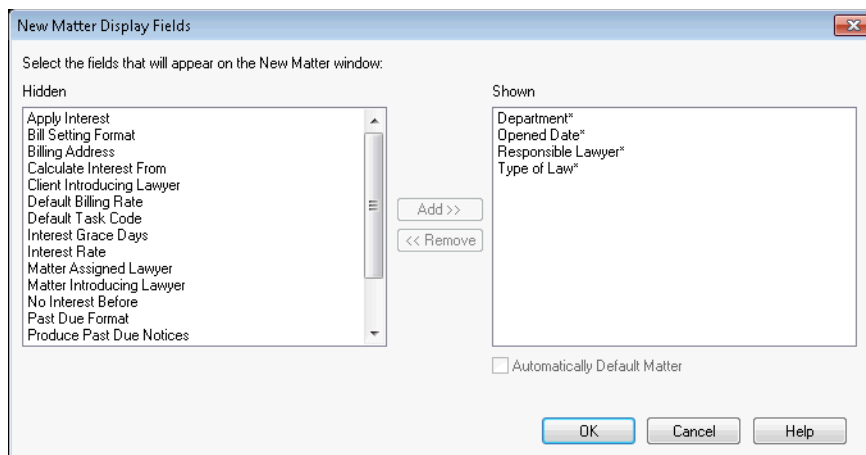 New Matter Display Fields
Select the fields that will appear on the New Matter window:
Hidden
Apply Interest
Bill Setting Format
Billing Address
Calculate Interest From
Client Introducing Lawyer
Default Billing Rate
Default Task Code
Interest Grace Days
Interest Rate
Matter Assigned Lawyer
Matter Introducing Lawyer
No Interest Before
Past Due Format
Produce Past Due Notices
Add >>
<< Remove
Shown
Department*
Opened Date*
Responsible Lawyer*
Type of Law*
Automatically Default Matter
OK
Cancel
Help